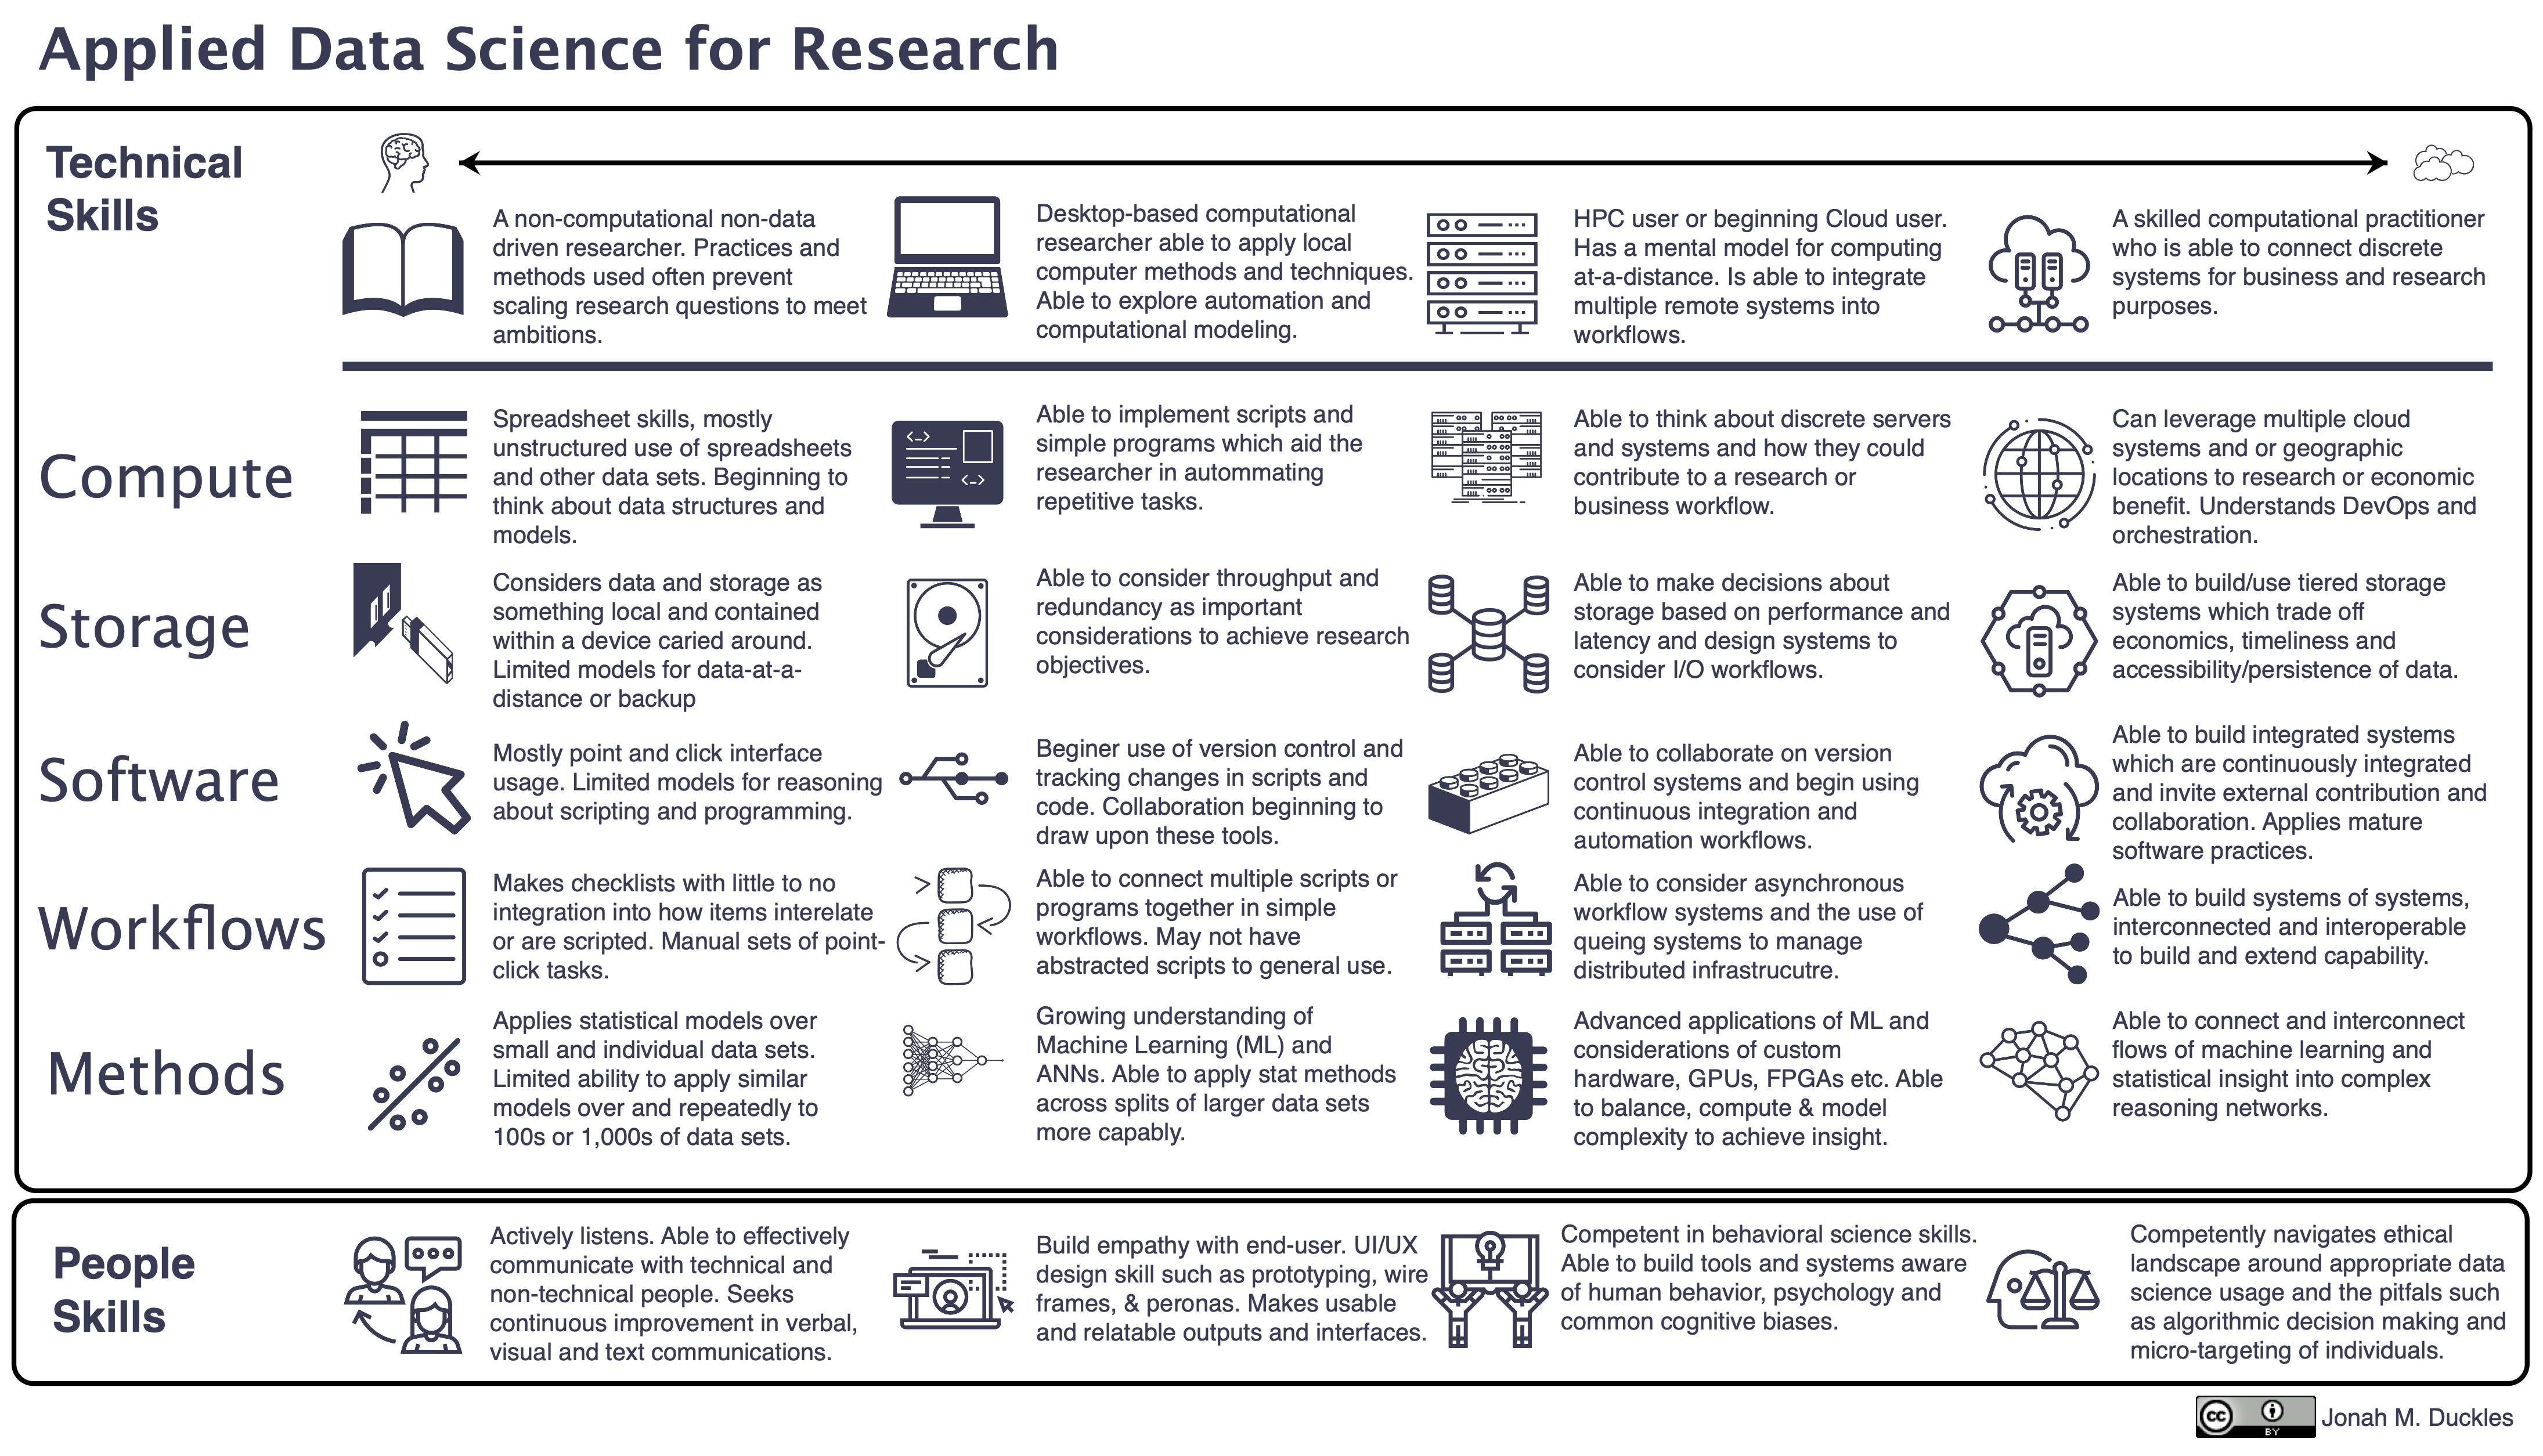 Applied Data Science for Research
Technical
Skills
A non-computational non-data
driven researcher. Practices and
methods used often prevent
scaling research questions to meet
ambitions.
Desktop-based computational
researcher able to apply local
computer methods and techniques.
Able to explore automation and
computational modeling.
HPC user or beginning Cloud user.
Has a mental model for computing
at-a-distance. Is able to integrate
multiple remote systems into
workflows.
A skilled computational practitioner
who is able to connect discrete
systems for business and research
purposes.
Compute
Spreadsheet skills, mostly
unstructured use of spreadsheets
and other data sets. Beginning to
think about data structures and
models.
Able to implement scripts and
simple programs which aid the
researcher in autommating
repetitive tasks.
Able to think about discrete servers
and systems and how they could
contribute to a research or
business workflow.
Can leverage multiple cloud
systems and or geographic
locations to research or economic
benefit. Understands DevOps and
orchestration.
Storage
Considers data and storage as
something local and contained
within a device caried around.
Limited models for data-at-a-
distance or backup
Able to consider throughput and
redundancy as important
considerations to achieve research
objectives.
Able to make decisions about
storage based on performance and
latency and design systems to
consider I/O workflows.
Able to build/use tiered storage
systems which trade off
economics, timeliness and
accessibility/persistence of data.
Software
Mostly point and click interface
usage. Limited models for reasoning
about scripting and programming.
Beginer use of version control and
tracking changes in scripts and
code. Collaboration beginning to
draw upon these tools.
Able to collaborate on version
control systems and begin using
continuous integration and
automation workflows.
Able to build integrated systems
which are continuously integrated
and invite external contribution and
collaboration. Applies mature
software practices.
Workflows
Makes checklists with little to no
integration into how items interelate
or are scripted. Manual sets of point-
click tasks.
Able to connect multiple scripts or
programs together in simple
workflows. May not have
abstracted scripts to general use.
Able to consider asynchronous
workflow systems and the use of
queing systems to manage
distributed infrastrucutre.
Able to build systems of systems,
interconnected and interoperable
to build and extend capability.
Methods
Applies statistical models over
small and individual data sets.
Limited ability to apply similar
models over and repeatedly to
100s or 1,000s of data sets.
Growing understanding of
Machine Learning (ML) and
ANNs. Able to apply stat methods
across splits of larger data sets
more capably.
Advanced applications of ML and
considerations of custom
hardware, GPUs, FPGAs etc. Able
to balance, compute & model
complexity to achieve insight.
Able to connect and interconnect
flows of machine learning and
statistical insight into complex
reasoning networks.
People
Skills
Actively listens. Able to effectively
communicate with technical and
non-technical people. Seeks
continuous improvement in verbal,
visual and text communications.
Build empathy with end-user. UI/UX
design skill such as prototyping, wire
frames, & peronas. Makes usable
and relatable outputs and interfaces.
Competent in behavioral science skills.
Able to build tools and systems aware
of human behavior, psychology and
common cognitive biases.
Competently navigates ethical
landscape around appropriate data
science usage and the pitfals such
as algorithmic decision making and
micro-targeting of individuals.
cc
BY
Jonah M. Duckles